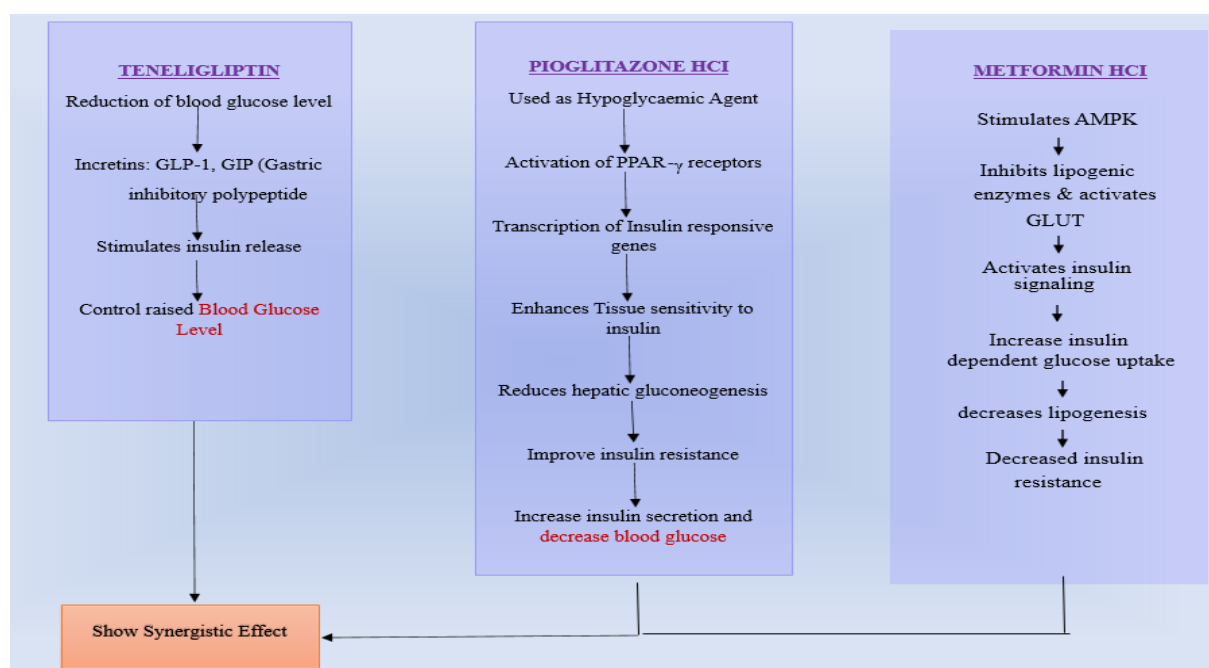 TENELIGLIPTIN
Reduction of blood glucose level
Incretins: GLP-1, GIP (Gastric
inhibitory polypeptide
Stimulates insulin release
Control raised Blood Glucose
Level
PIOGLITAZONE HCI
Used as Hypoglycaemic Agent
Activation of PPAR-γ receptors
Transcription of Insulin responsive
genes
Enhances Tissue sensitivity to
insulin
Reduces hepatic gluconeogenesis
Improve insulin resistance
Increase insulin secretion and
decrease blood glucose
METFORMIN HCI
Stimulates AMPK
Inhibits lipogenic
enzymes & activates
GLUT
Activates insulin
signaling
Increase insulin
dependent glucose uptake
decreases lipogenesis
Decreased insulin
resistance
Show Synergistic Effect